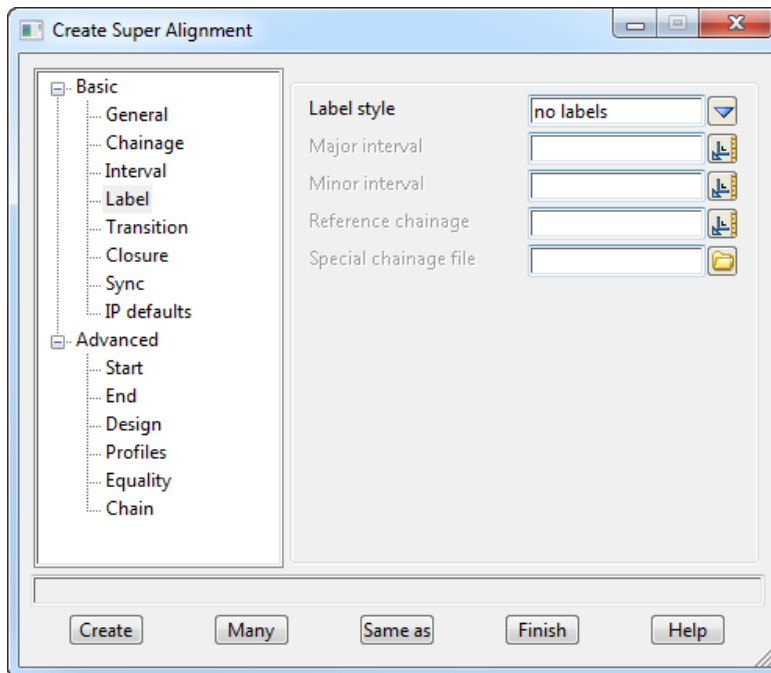 Create Super Alignment
Basic
General
Chainage
Interval
Label
Transition
Closure
Sync
IP defaults
Advanced
Start
End
Design
Profiles
Equality
Chain
Label style no labels
Major interval
Minor interval
Reference chainage
Special chainage file
Create Many Same as Finish Help